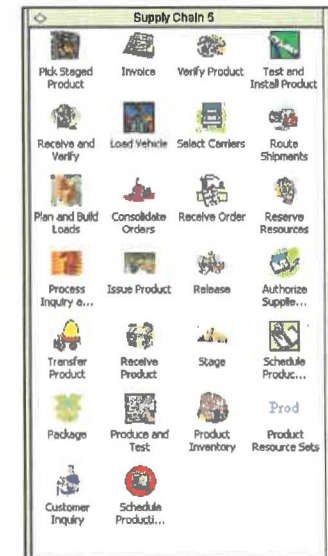 Supply Chain 5
Pick Staged
Product
Invoice
Verify Product
Test and
Install Product
Receive and
Verify
Load Vehicle
Select Carriers
Route
Shipments
Plan and Build
Loads
Consolidate
Orders
Receive Order
Reserve
Resources
Process
Inquiry a...
Issue Product
Release
Authorize
Supplie...
Transfer
Product
Receive
Product
Stage
Schedule
Produc...
Package
Produce and
Test
Product
Inventory
Prod
Product
Resource Sets
Customer
Inquiry
Schedule
Producti...